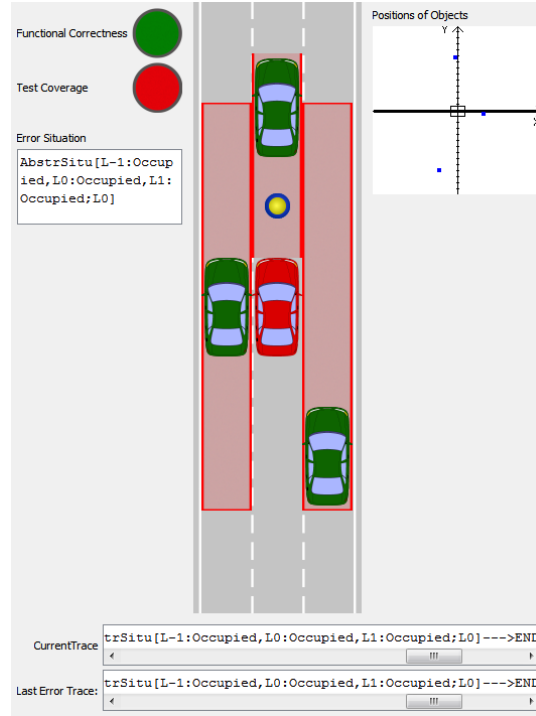 Functional Correctness
Test Coverage
Error Situation
AbstrSitu[L-1:Occup
ied,L0:Occupied,L1:
Occupied;L0]
Positions of Objects
Y
X
CurrentTrace
trSitu[L-1:Occupied,L0:Occupied,L1:Occupied;L0]--->END
Last Error Trace:
trSitu[L-1:Occupied,L0:Occupied,L1:Occupied;L0]--->END